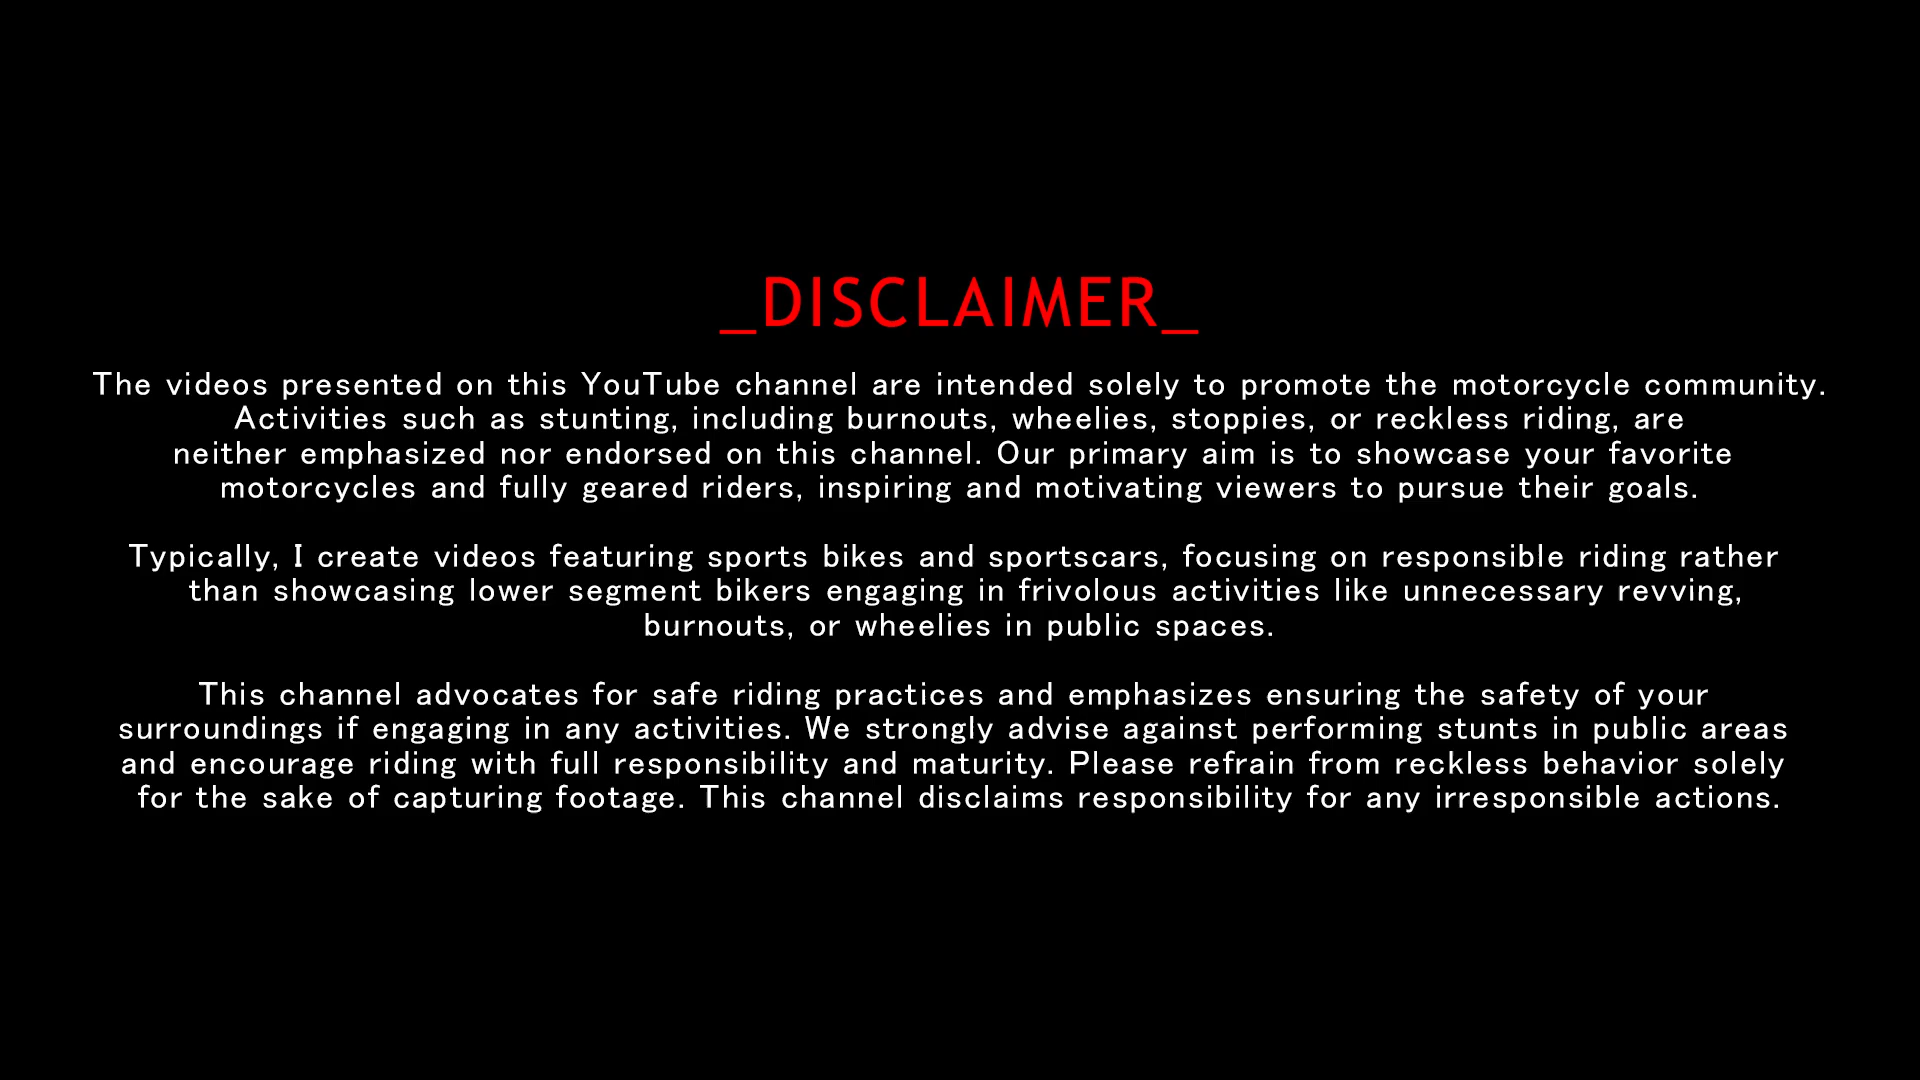 _DISCLAIMER_
The videos presented on this YouTube channel are intended solely to promote the motorcycle community.
Activities such as stunting, including burnouts, wheelies, stoppies, or reckless riding, are
neither emphasized nor endorsed on this channel. Our primary aim is to showcase your favorite
motorcycles and fully geared riders, inspiring and motivating viewers to pursue their goals.
Typically, I create videos featuring sports bikes and sportscars, focusing on responsible riding rather
than showcasing lower segment bikers engaging in frivolous activities like unnecessary revving,
burnouts, or wheelies in public spaces.
This channel advocates for safe riding practices and emphasizes ensuring the safety of your
surroundings if engaging in any activities. We strongly advise against performing stunts in public areas
and encourage riding with full responsibility and maturity. Please refrain from reckless behavior solely
for the sake of capturing footage. This channel disclaims responsibility for any irresponsible actions.